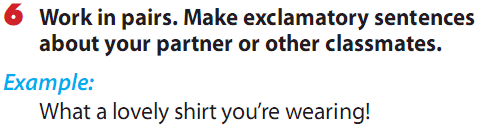 6 Work in pairs. Make exclamatory sentences
about your partner or other classmates.
Example:
What a lovely shirt you're wearing!